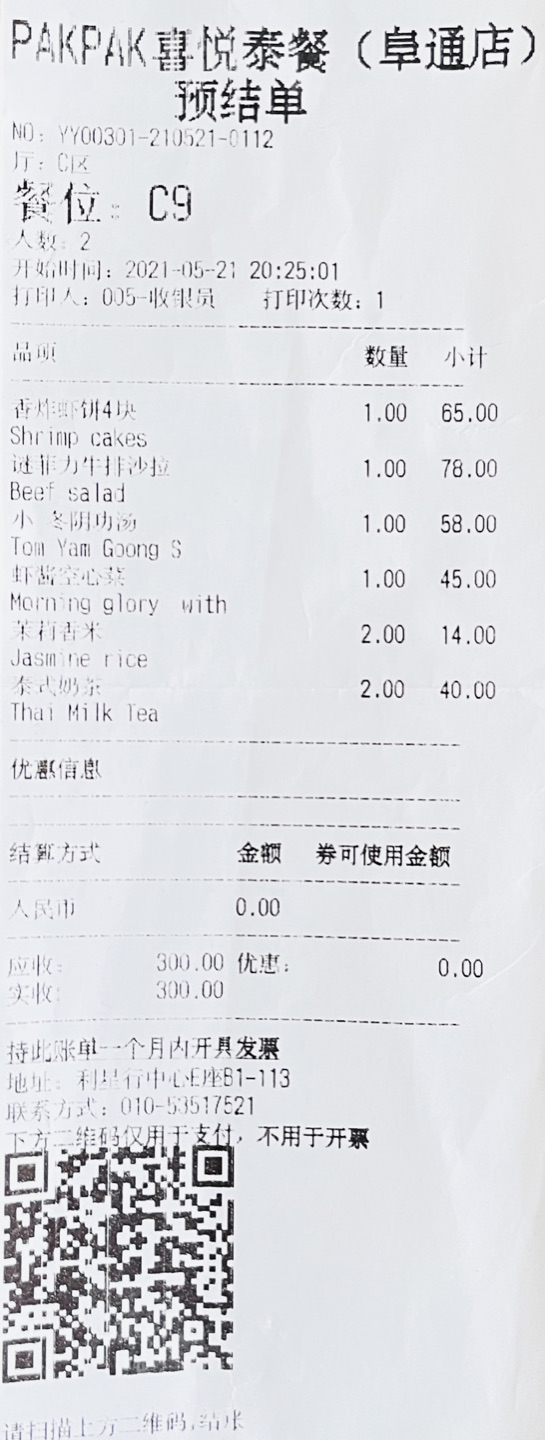 PAKPAK喜悦泰餐（阜通店）
预结单
NO: YY00301-210521-0112
厅: C区
餐位: C9
人数: 2
开始时间: 2021-05-21 20:25:01
打印人: 005-收银员 打印次数: 1
品项 数量 小计
香炸虾饼4块 1.00 65.00
Shrimp cakes
谜菲力牛排沙拉 1.00 78.00
Beef salad
小 冬阴功汤 1.00 58.00
Tom Yam Goong S
虾酱空心菜 1.00 45.00
Morning glory with
茉莉香米 2.00 14.00
Jasmine rice
泰式奶茶 2.00 40.00
Thai Milk Tea
优惠信息
结算方式 金额 券可使用金额
人民币 0.00
应收: 300.00 优惠: 0.00
实收: 300.00
持此账单一个月内开具发票
地址: 利星行中心E座B1-113
联系方式: 010-53517521
下方二维码仅用于支付，不用于开票
请扫描上方二维码,结账